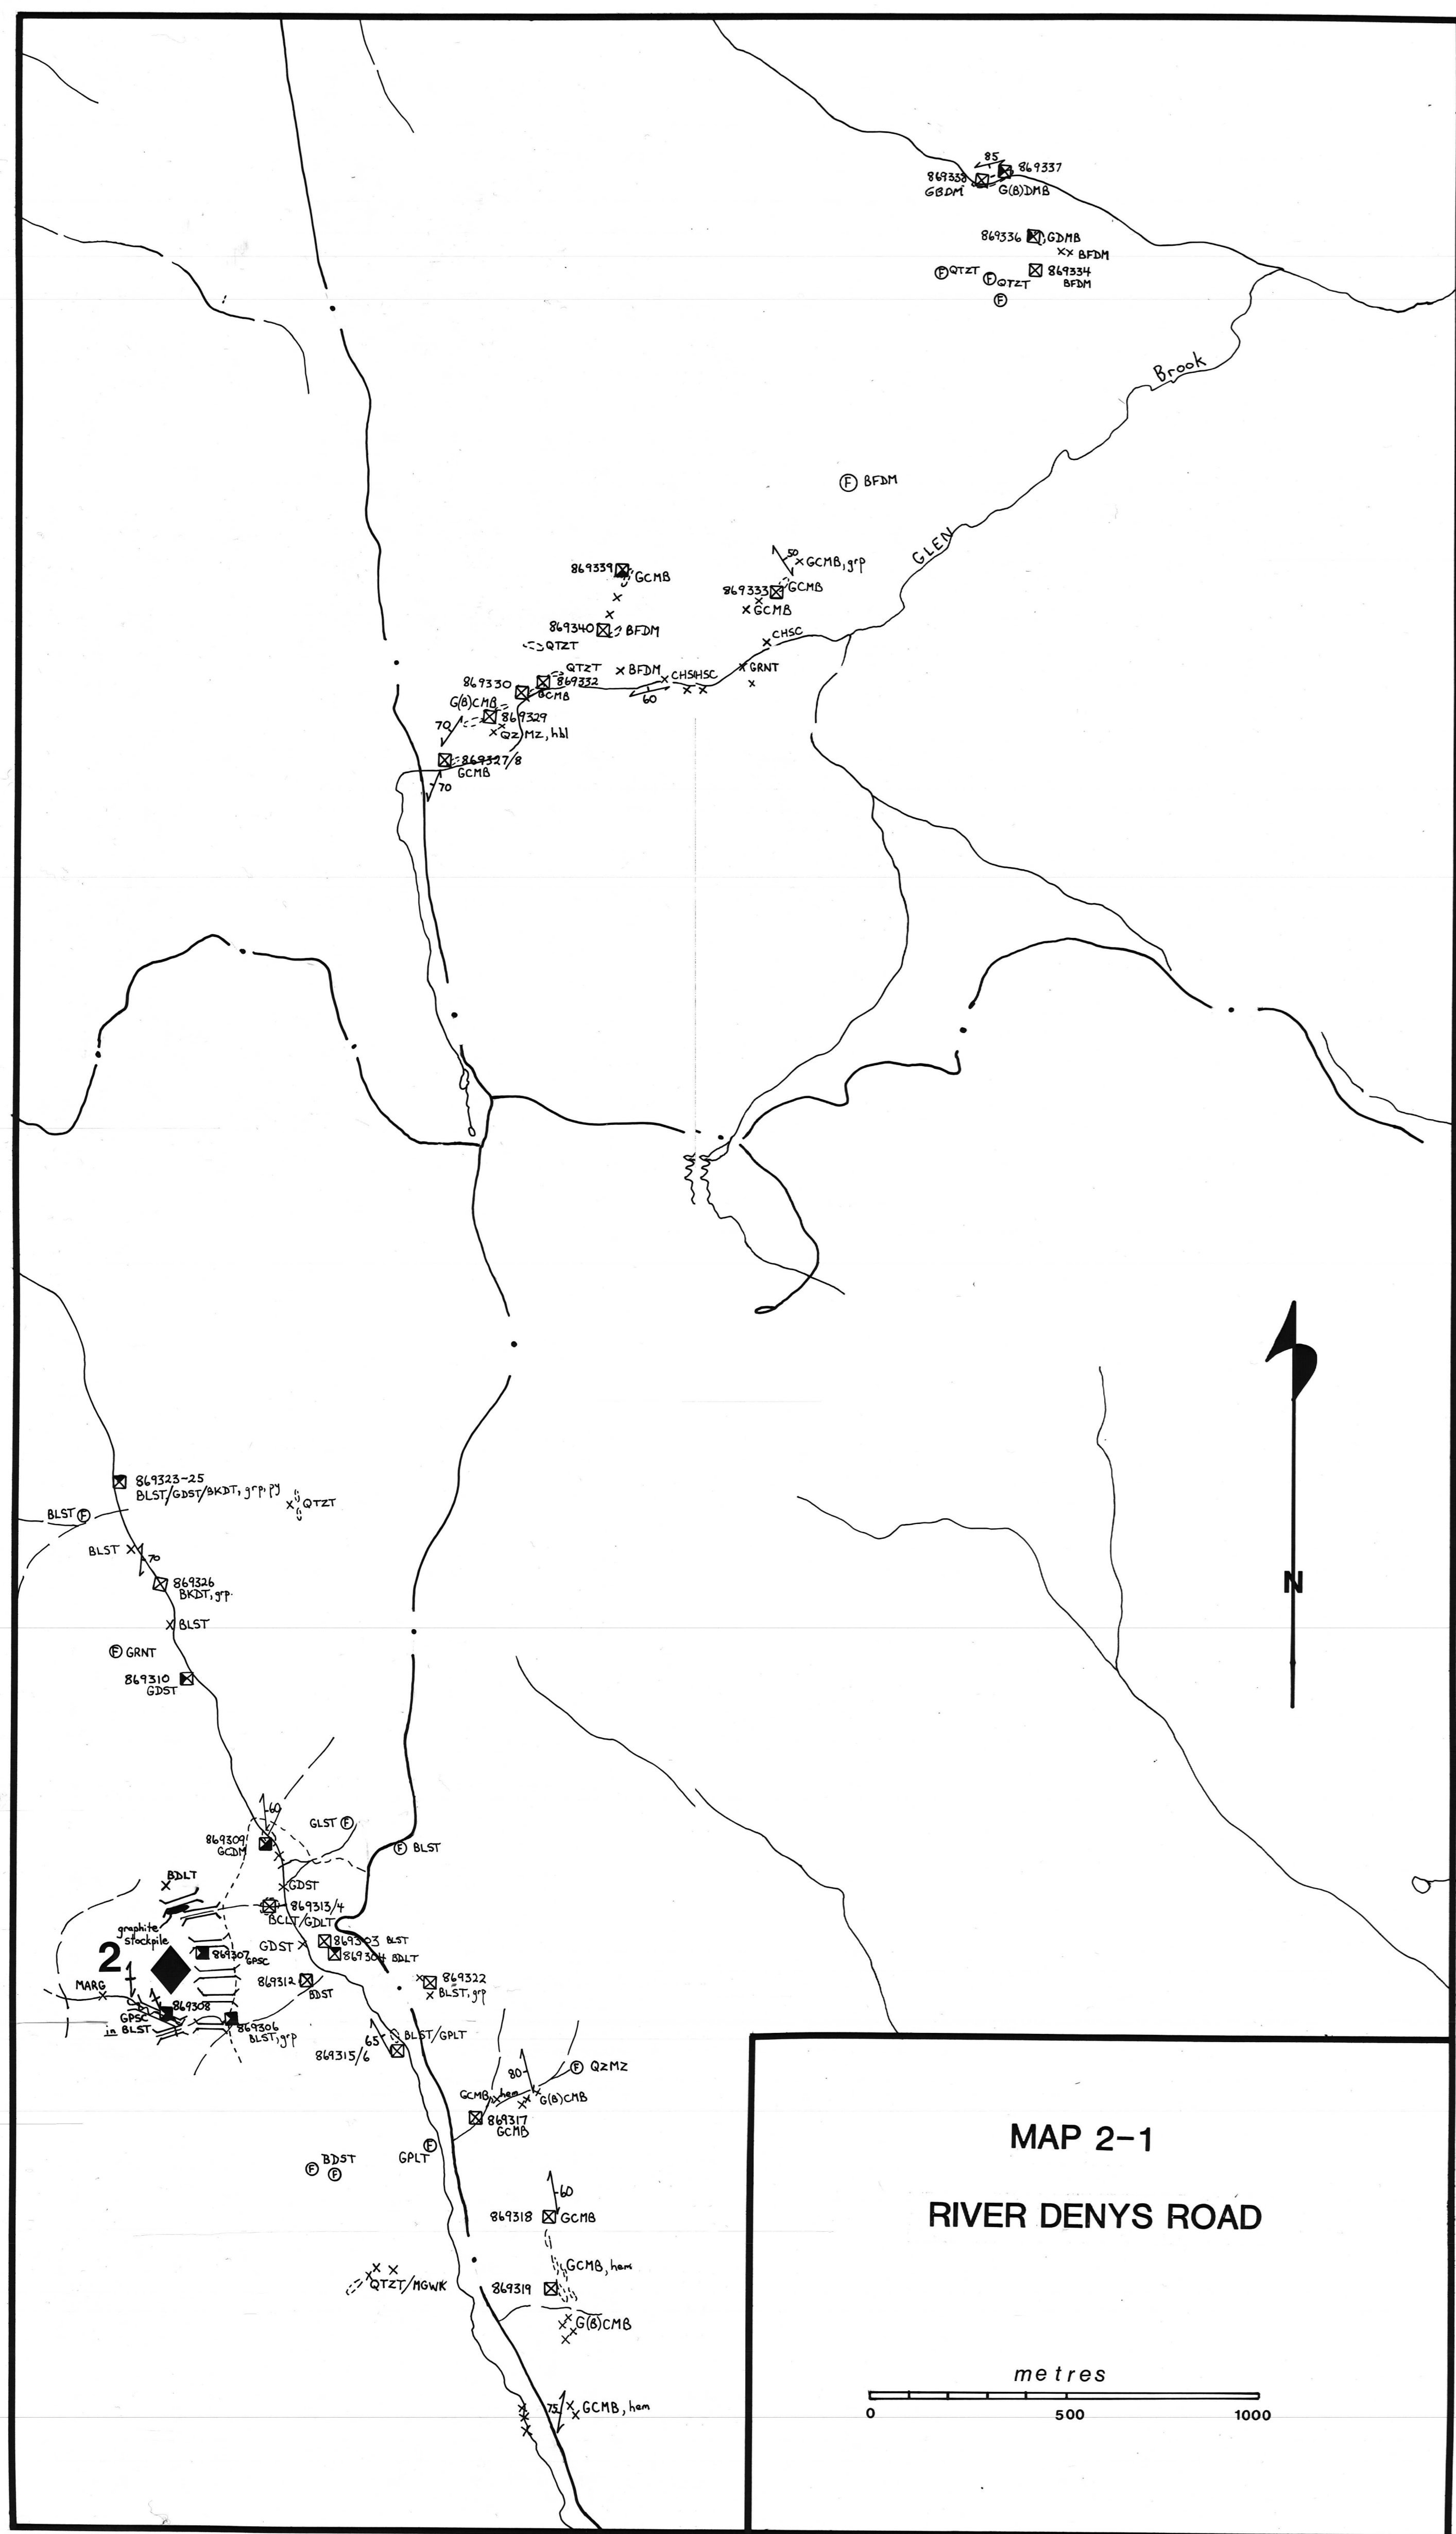 85
869337
869338
GBDM
G(B)DMB
869336
GDMB
BFDM
869334
BFDM
F QTZT
F QTZT
F
Brook
F BFDM
GLEN
50
GCMB, grp
869339
GCMB
869333
GCMB
GCMB
869340
BFDM
CHSC
QTZT
QTZT
BFDM
CHS
HSC
GRNT
869330
869332
GCMB
60
G(B)CMB
869329
70
QZMZ, hbl
869327/8
GCMB
70
869323-25
BLST/GDST/BKDT, grp, py
QTZT
BLST F
BLST
70
869326
BKDT, grp.
BLST
F GRNT
869310
GDST
N
60
GLST F
869309
GCDM
F BLST
BDLT
GDST
869313/4
BCLT/GDLT
graphite
stockpile
GDST
869303 BLST
869304 BDLT
2
869307
GPSC
869312
BDST
869322
BLST, grp
MARG
869308
GPSC
in BLST
869306
BLST, grp
65
BLST/GPLT
869315/6
80
F QZMZ
GCMB, hem
G(B)CMB
869317
GCMB
GPLT
F
BDST
F
F
60
869318
GCMB
GCMB, hem
QTZT/MGWK
869319
G(B)CMB
75
GCMB, hem
MAP 2-1
RIVER DENYS ROAD
metres
0 500 1000